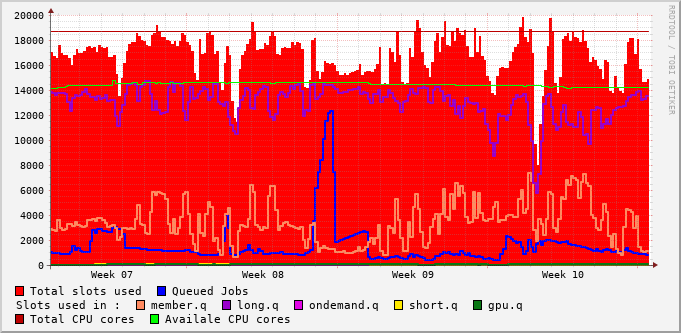 20000
18000
16000
14000
12000
10000
8000
6000
4000
2000
0
Week 07 Week 08 Week 09 Week 10
RRDTOOL / TOBI OETIKER
Total slots used Queued Jobs
Slots used in : member.q long.q ondemand.q short.q gpu.q
Total CPU cores Availale CPU cores